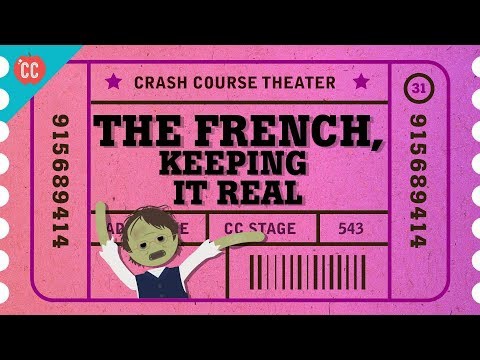 CC
CRASH COURSE THEATER
31
915689414
THE FRENCH,
KEEPING
IT REAL
915689414
CC STAGE
543